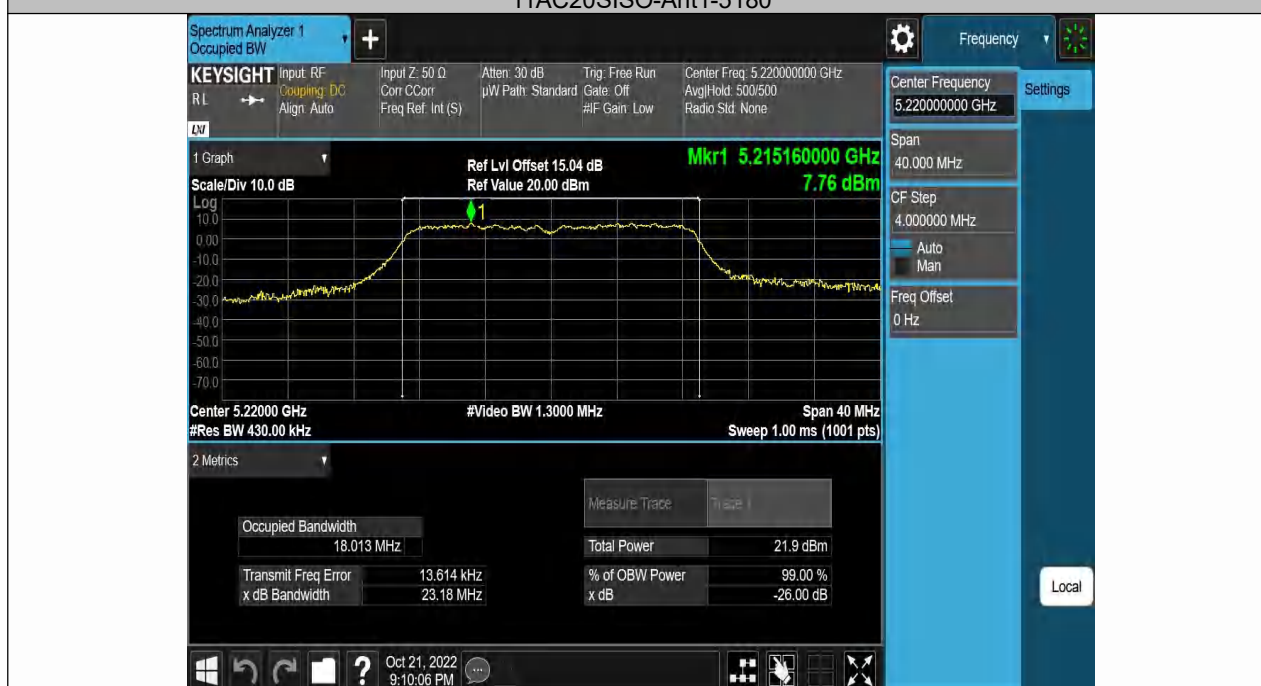 11AC20SISO-Ant1-5180
Spectrum Analyzer 1
Occupied BW
Frequency
KEYSIGHT
RL
LXI
Input: RF
Coupling: DC
Align: Auto
Input Z: 50 Ω
Corr CCorr
Freq Ref: Int (S)
Atten: 30 dB
µW Path: Standard
Trig: Free Run
Gate: Off
#IF Gain: Low
Center Freq: 5.220000000 GHz
Avg|Hold: 500/500
Radio Std: None
Center Frequency
5.220000000 GHz
Settings
Span
40.000 MHz
CF Step
4.000000 MHz
Auto
Man
Freq Offset
0 Hz
1 Graph
Scale/Div 10.0 dB
Ref Lvl Offset 15.04 dB
Ref Value 20.00 dBm
Mkr1 5.215160000 GHz
7.76 dBm
Log
10.0
0.00
-10.0
-20.0
-30.0
-40.0
-50.0
-60.0
-70.0
1
Center 5.22000 GHz
#Res BW 430.00 kHz
#Video BW 1.3000 MHz
Span 40 MHz
Sweep 1.00 ms (1001 pts)
2 Metrics
Measure Trace Trace 1
Occupied Bandwidth
18.013 MHz
Total Power 21.9 dBm
Transmit Freq Error 13.614 kHz
% of OBW Power 99.00 %
x dB Bandwidth 23.18 MHz
x dB -26.00 dB
Local
Oct 21, 2022
9:10:06 PM